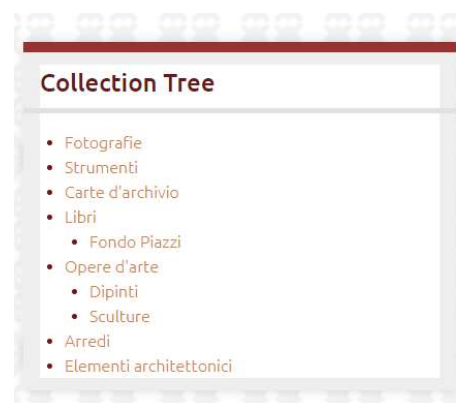 Collection Tree
Fotografie
Strumenti
Carte d'archivio
Libri
Fondo Piazzi
Opere d'arte
Dipinti
Sculture
Arredi
Elementi architettonici